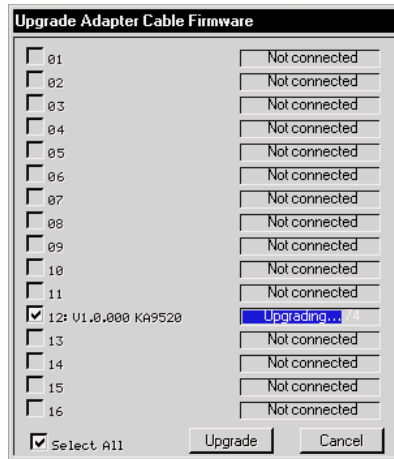 Upgrade Adapter Cable Firmware
01 Not connected
02 Not connected
03 Not connected
04 Not connected
05 Not connected
06 Not connected
07 Not connected
08 Not connected
09 Not connected
10 Not connected
11 Not connected
12: V1.0.000 KA9520 Upgrading...74
13 Not connected
14 Not connected
15 Not connected
16 Not connected
Select All Upgrade Cancel